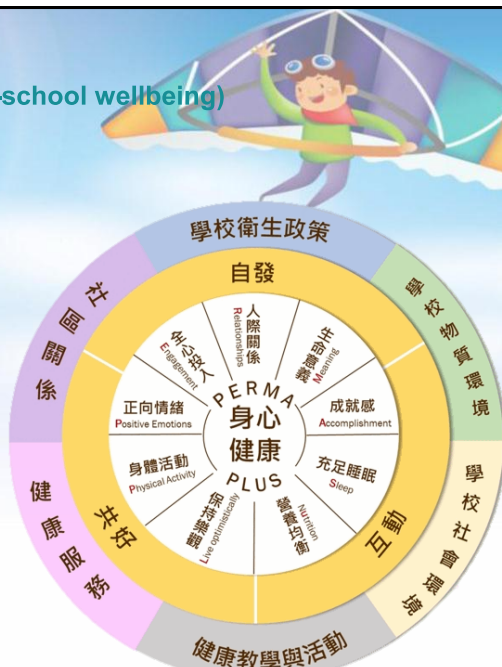 -school wellbeing)
學校衛生政策
學校物質環境
學校社會環境
健康教學與活動
健康服務
社區關係
自發
互動
共好
正向情緒
Positive Emotions
全心投入
Engagement
人際關係
Relationships
生命意義
Meaning
成就感
Accomplishment
充足睡眠
Sleep
營養均衡
Nutrition
保持樂觀
Live optimistically
身體活動
Physical Activity
PERMA
身心
健康
PLUS